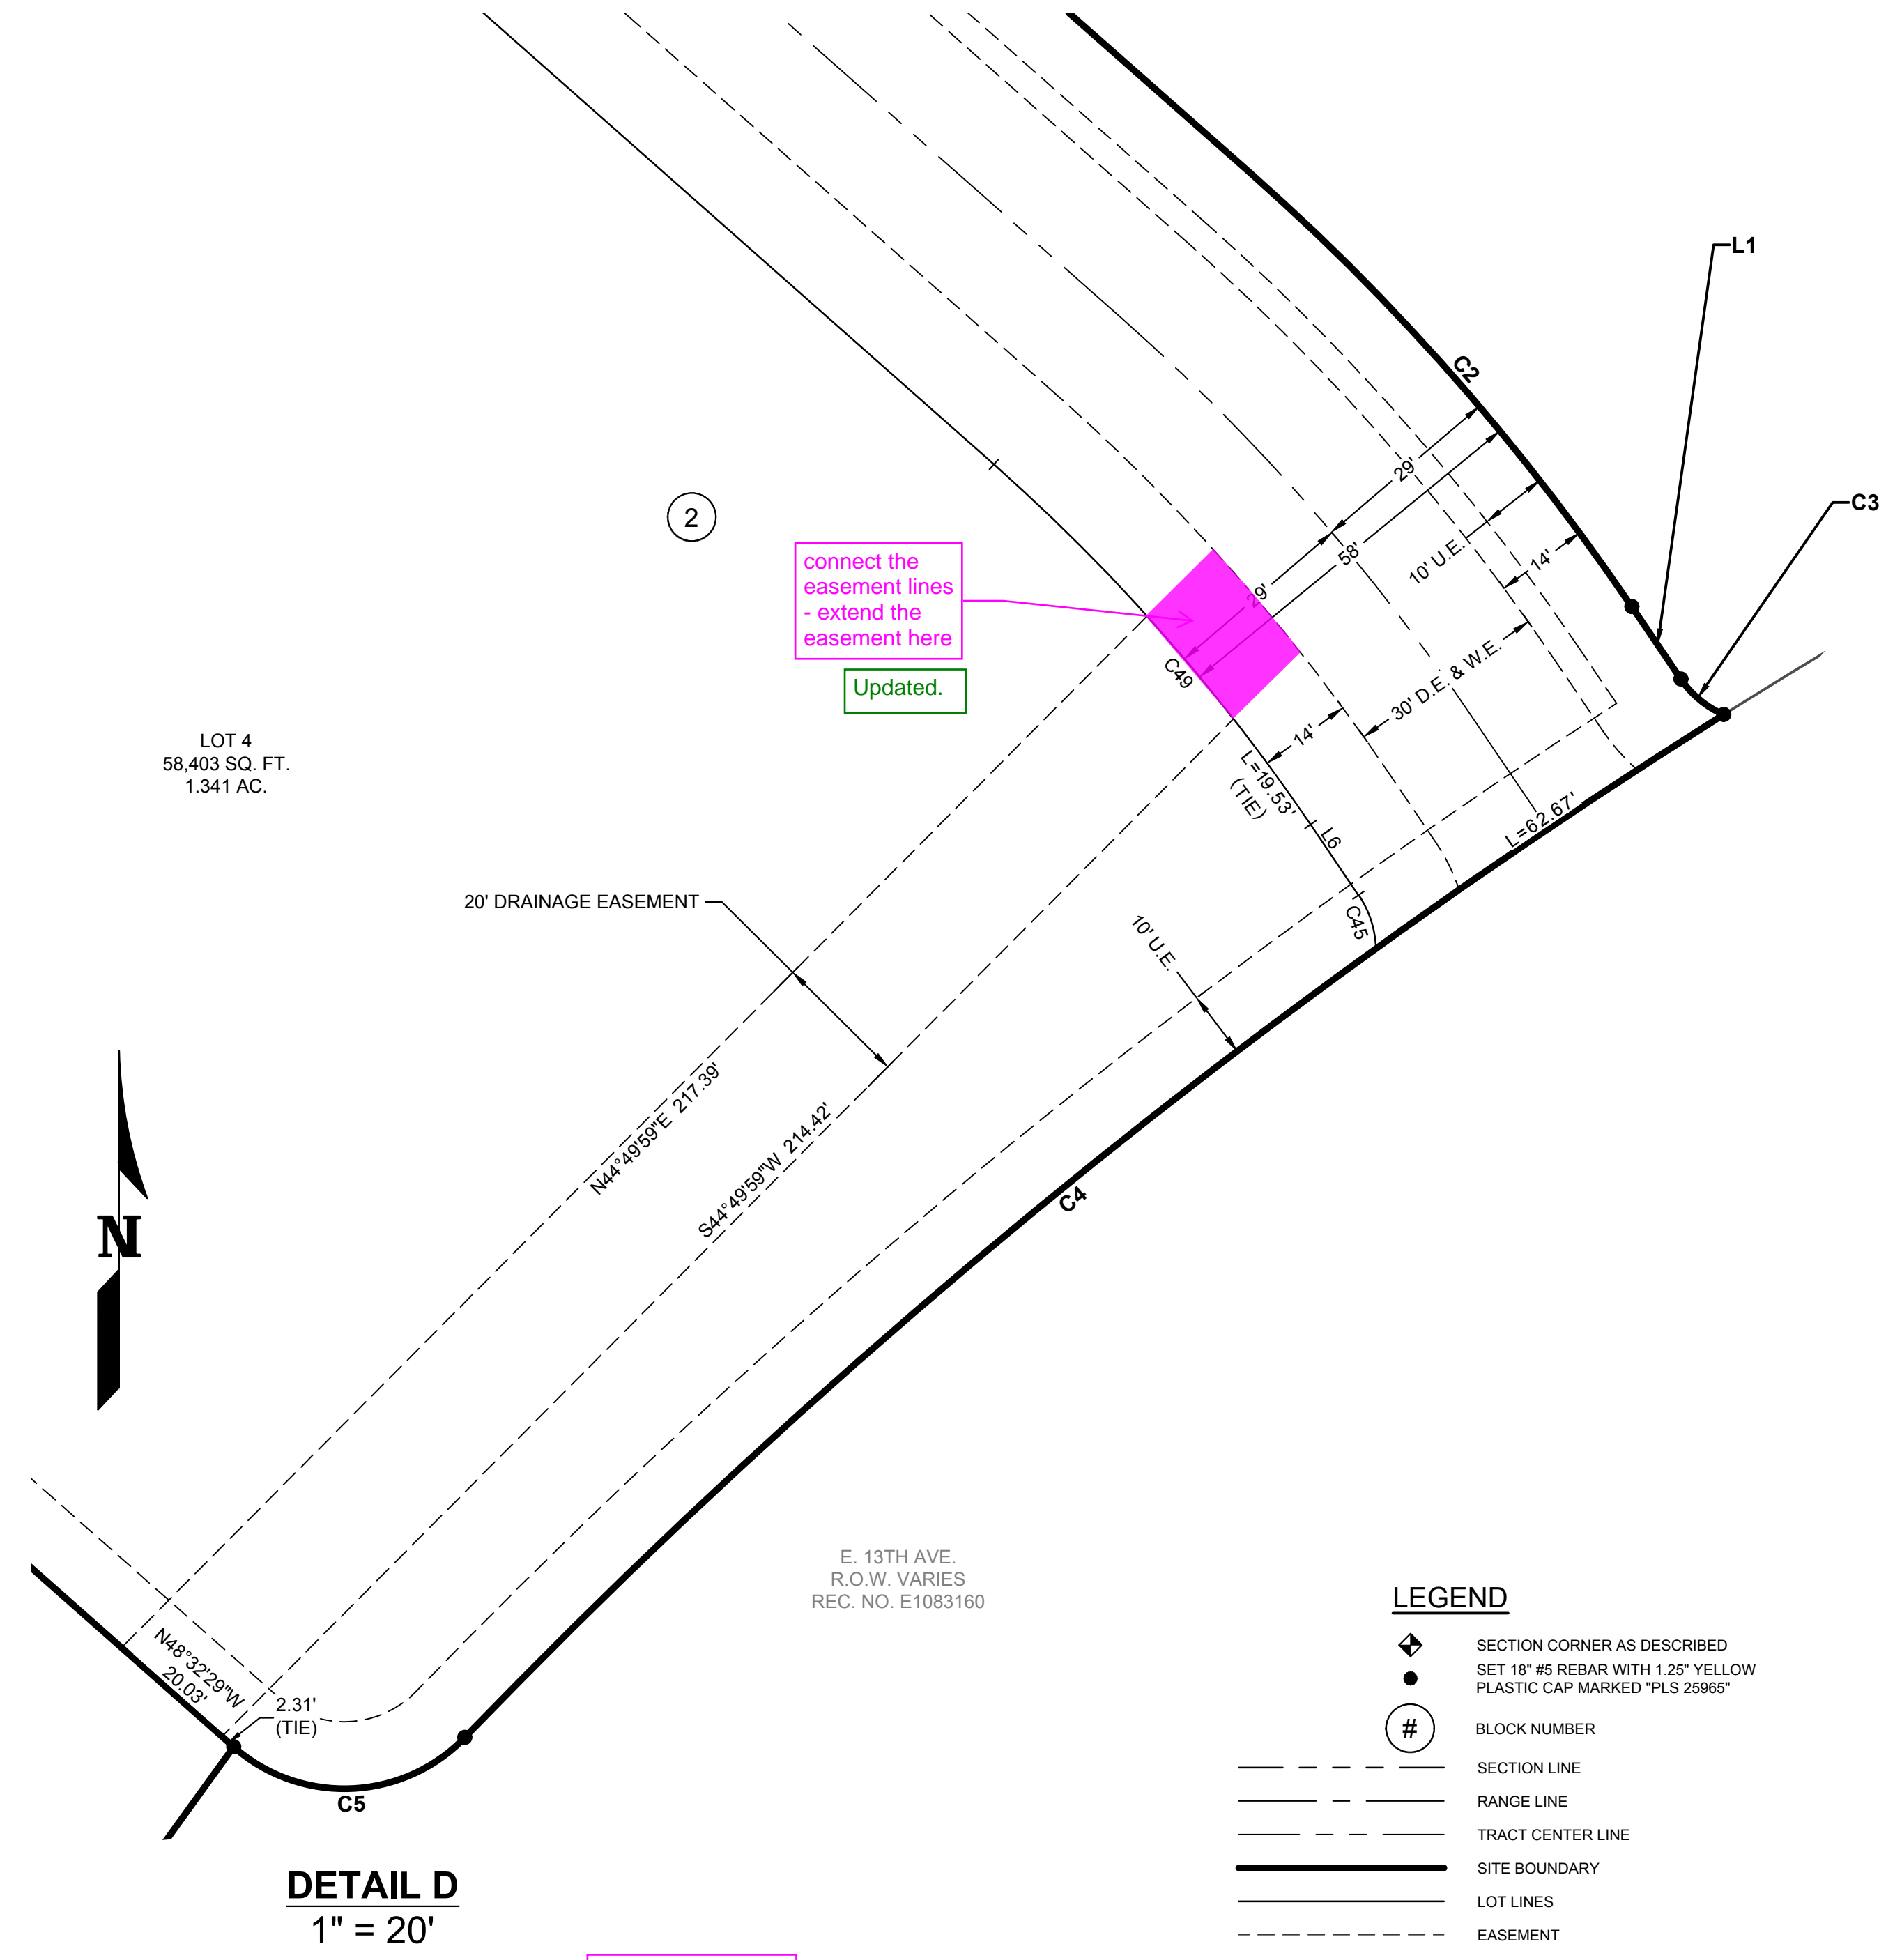 L1
C2
C3
29'
58'
29'
10' U.E.
14'
2
connect the
easement lines
- extend the
easement here
Updated.
C49
30' D.E. & W.E.
14'
LOT 4
58,403 SQ. FT.
1.341 AC.
L=19.53'
(TIE)
L6
L=62.67'
C45
20' DRAINAGE EASEMENT
10' U.E.
N44°49'59"E 217.39'
S44°49'59"W 214.42'
C4
N
E. 13TH AVE.
R.O.W. VARIES
REC. NO. E1083160
N48°32'29"W
20.03'
2.31'
(TIE)
C5
DETAIL D
1" = 20'
LEGEND
SECTION CORNER AS DESCRIBED
SET 18" #5 REBAR WITH 1.25" YELLOW
PLASTIC CAP MARKED "PLS 25965"
# BLOCK NUMBER
SECTION LINE
RANGE LINE
TRACT CENTER LINE
SITE BOUNDARY
LOT LINES
EASEMENT